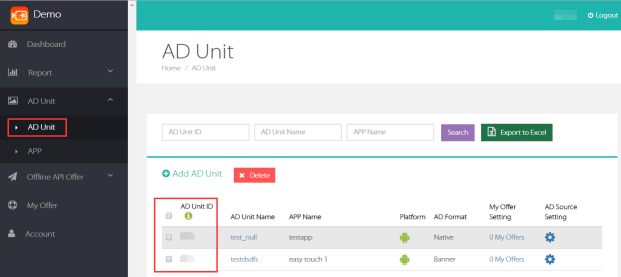 Demo
Logout
Dashboard
Report
AD Unit
AD Unit
APP
Offline API Offer
My Offer
Account
AD Unit
Home / AD Unit
AD Unit ID
AD Unit Name
APP Name
Search
Export to Excel
Add AD Unit
Delete
AD Unit ID
AD Unit Name
APP Name
Platform
AD Format
My Offer
Setting
AD Source
Setting
test_null
testapp
Native
0 My Offers
testdsdfs
easy touch 1
Banner
0 My Offers